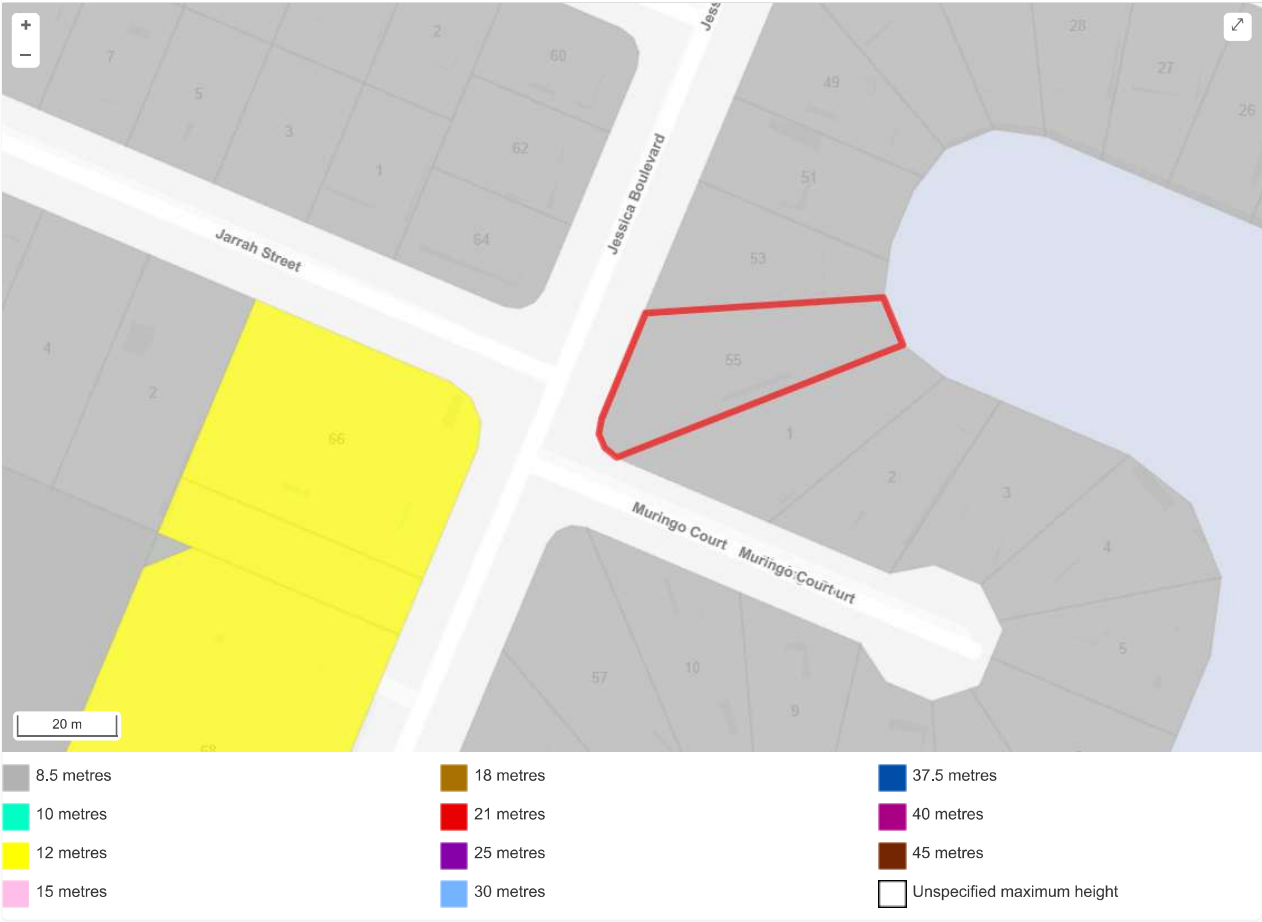 +
−
Jess
2
60
28
7
49
27
5
26
3
62
1
51
Jessica Boulevard
64
Jarrah Street
53
4
55
2
66
1
2
3
Muringo Court
Muringo Court
4
5
57
10
9
68
20 m
8.5 metres
18 metres
37.5 metres
10 metres
21 metres
40 metres
12 metres
25 metres
45 metres
15 metres
30 metres
Unspecified maximum height